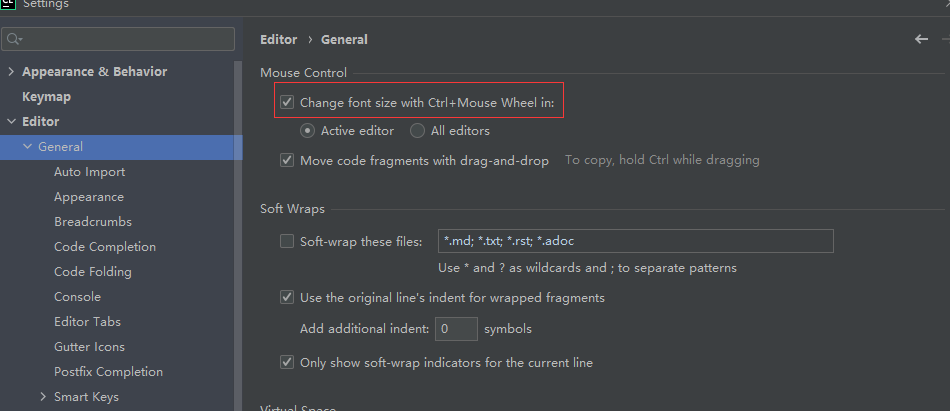 CL
Settings
Appearance & Behavior
Keymap
Editor
General
Auto Import
Appearance
Breadcrumbs
Code Completion
Code Folding
Console
Editor Tabs
Gutter Icons
Postfix Completion
Smart Keys
Editor › General
Mouse Control
Change font size with Ctrl+Mouse Wheel in:
Active editor All editors
Move code fragments with drag-and-drop To copy, hold Ctrl while dragging
Soft Wraps
Soft-wrap these files: *.md; *.txt; *.rst; *.adoc
Use * and ? as wildcards and ; to separate patterns
Use the original line's indent for wrapped fragments
Add additional indent: 0 symbols
Only show soft-wrap indicators for the current line
Virtual Space